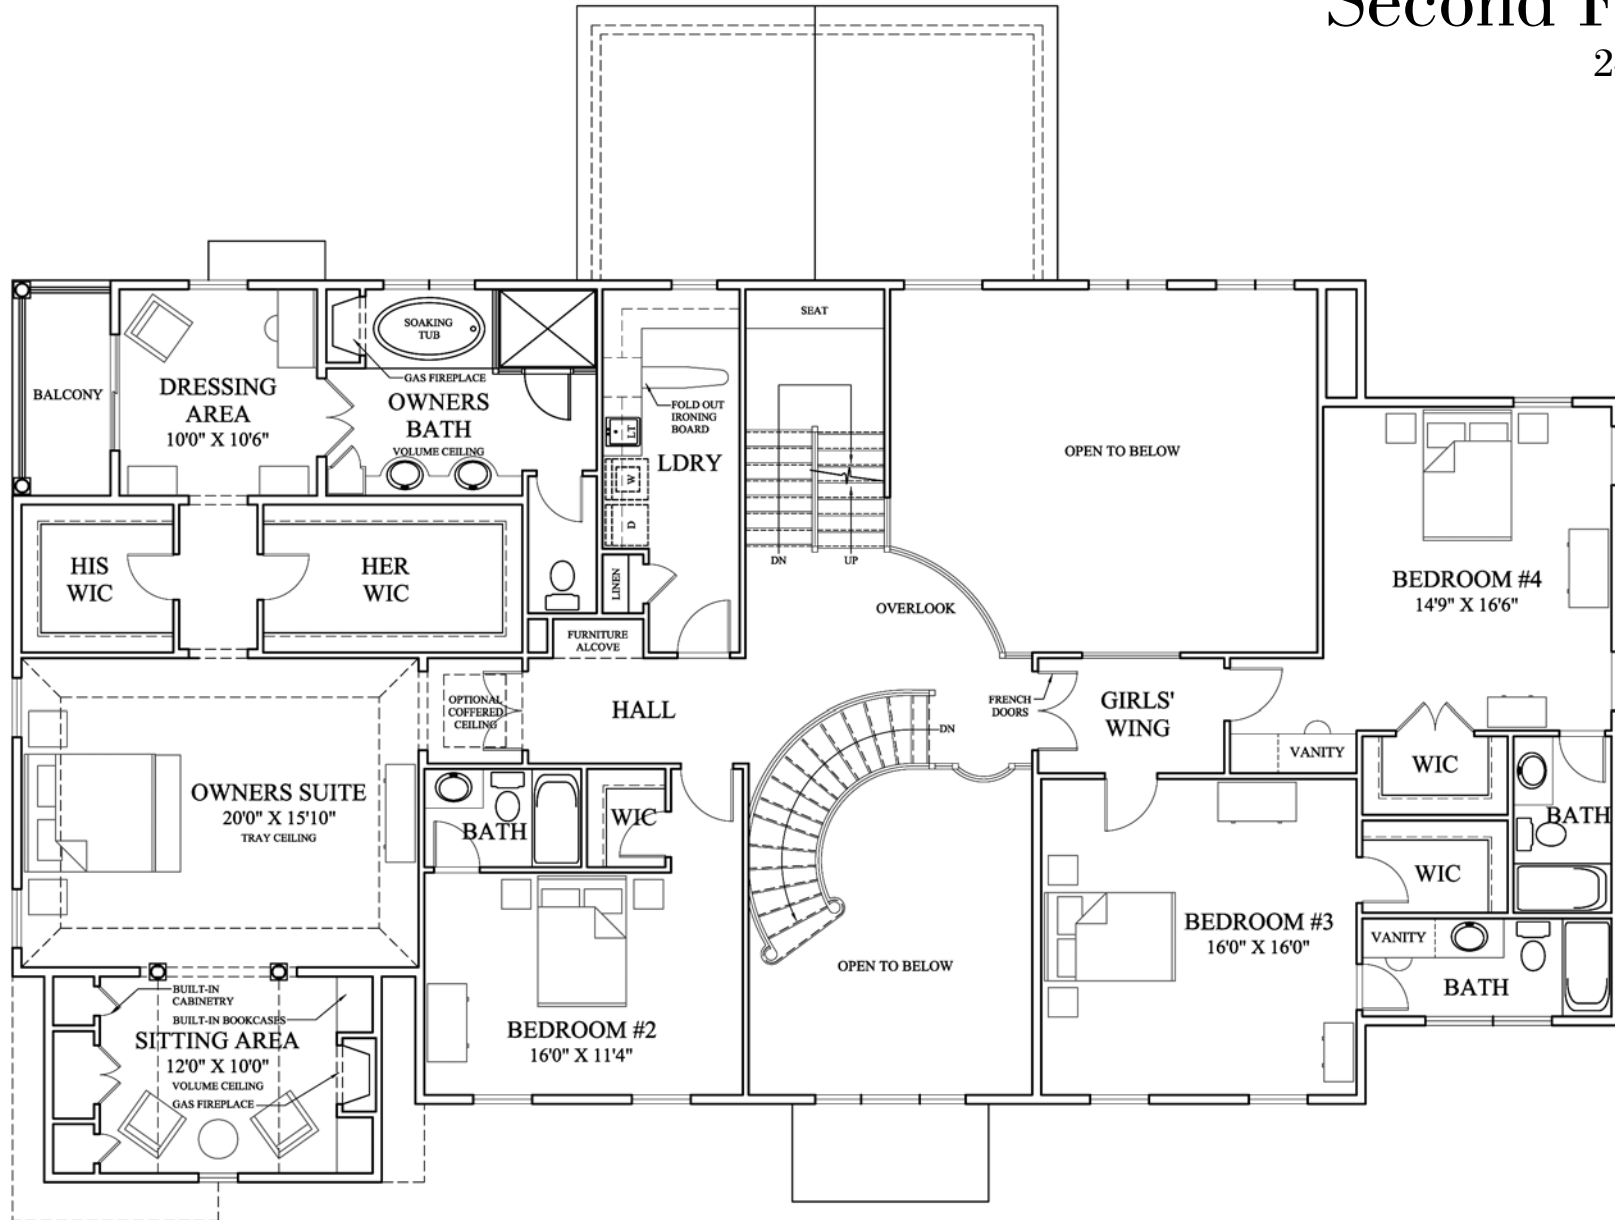 Second F
2
SEAT
SOAKING
TUB
BALCONY
DRESSING
AREA
10'0" X 10'6"
GAS FIREPLACE
OWNERS
BATH
VOLUME CEILING
FOLD OUT
IRONING
BOARD
LT
LDRY
W
D
OPEN TO BELOW
HIS
WIC
HER
WIC
LINEN
DN
UP
OVERLOOK
BEDROOM #4
14'9" X 16'6"
FURNITURE
ALCOVE
OPTIONAL
COFFERED
CEILING
HALL
FRENCH
DOORS
GIRLS'
WING
DN
VANITY
WIC
OWNERS SUITE
20'0" X 15'10"
TRAY CEILING
BATH
WIC
BATH
WIC
BEDROOM #3
16'0" X 16'0"
VANITY
BATH
OPEN TO BELOW
BUILT-IN
CABINETRY
BUILT-IN BOOKCASES
SITTING AREA
12'0" X 10'0"
VOLUME CEILING
GAS FIREPLACE
BEDROOM #2
16'0" X 11'4"